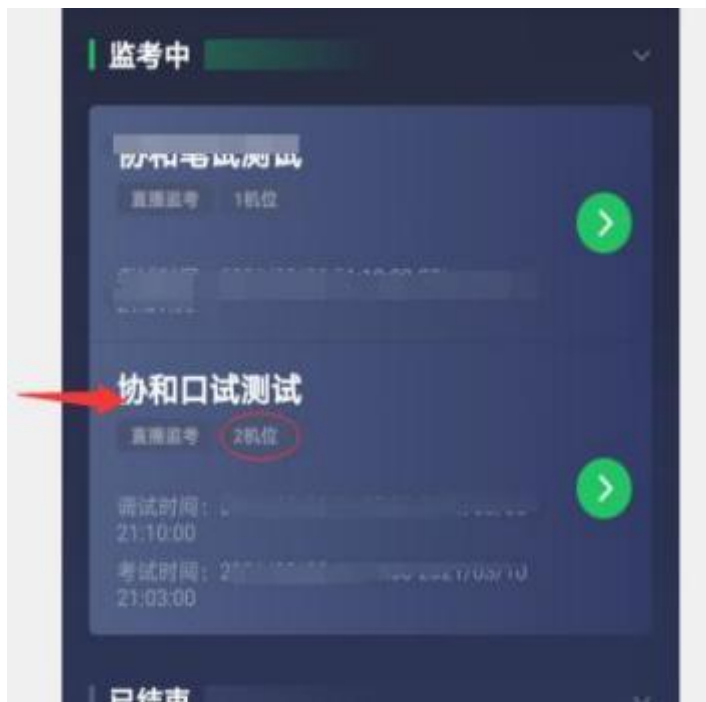 监考中
协和笔试测试
直播监考 1机位
协和口试测试
直播监考 2机位
调试时间：
21:10:00
考试时间：2
2021/03/10
21:03:00
已结束